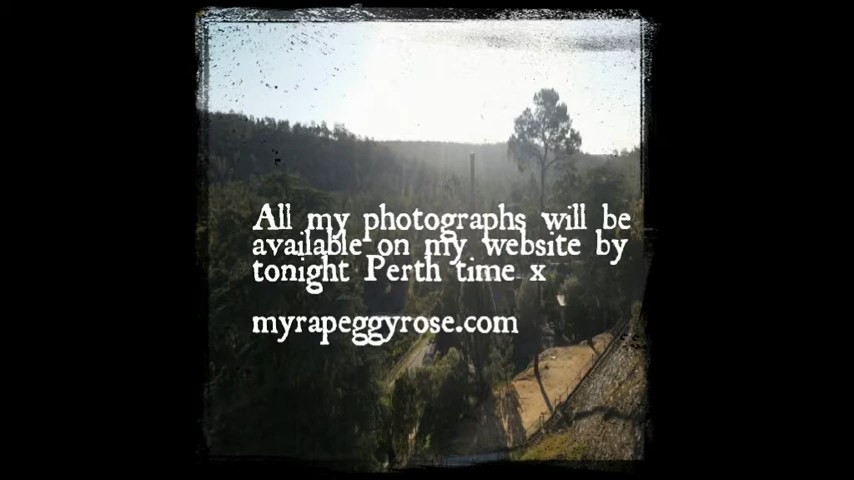 All my photographs will be
available on my website by
tonight Perth time x
myrapeggyrose.com